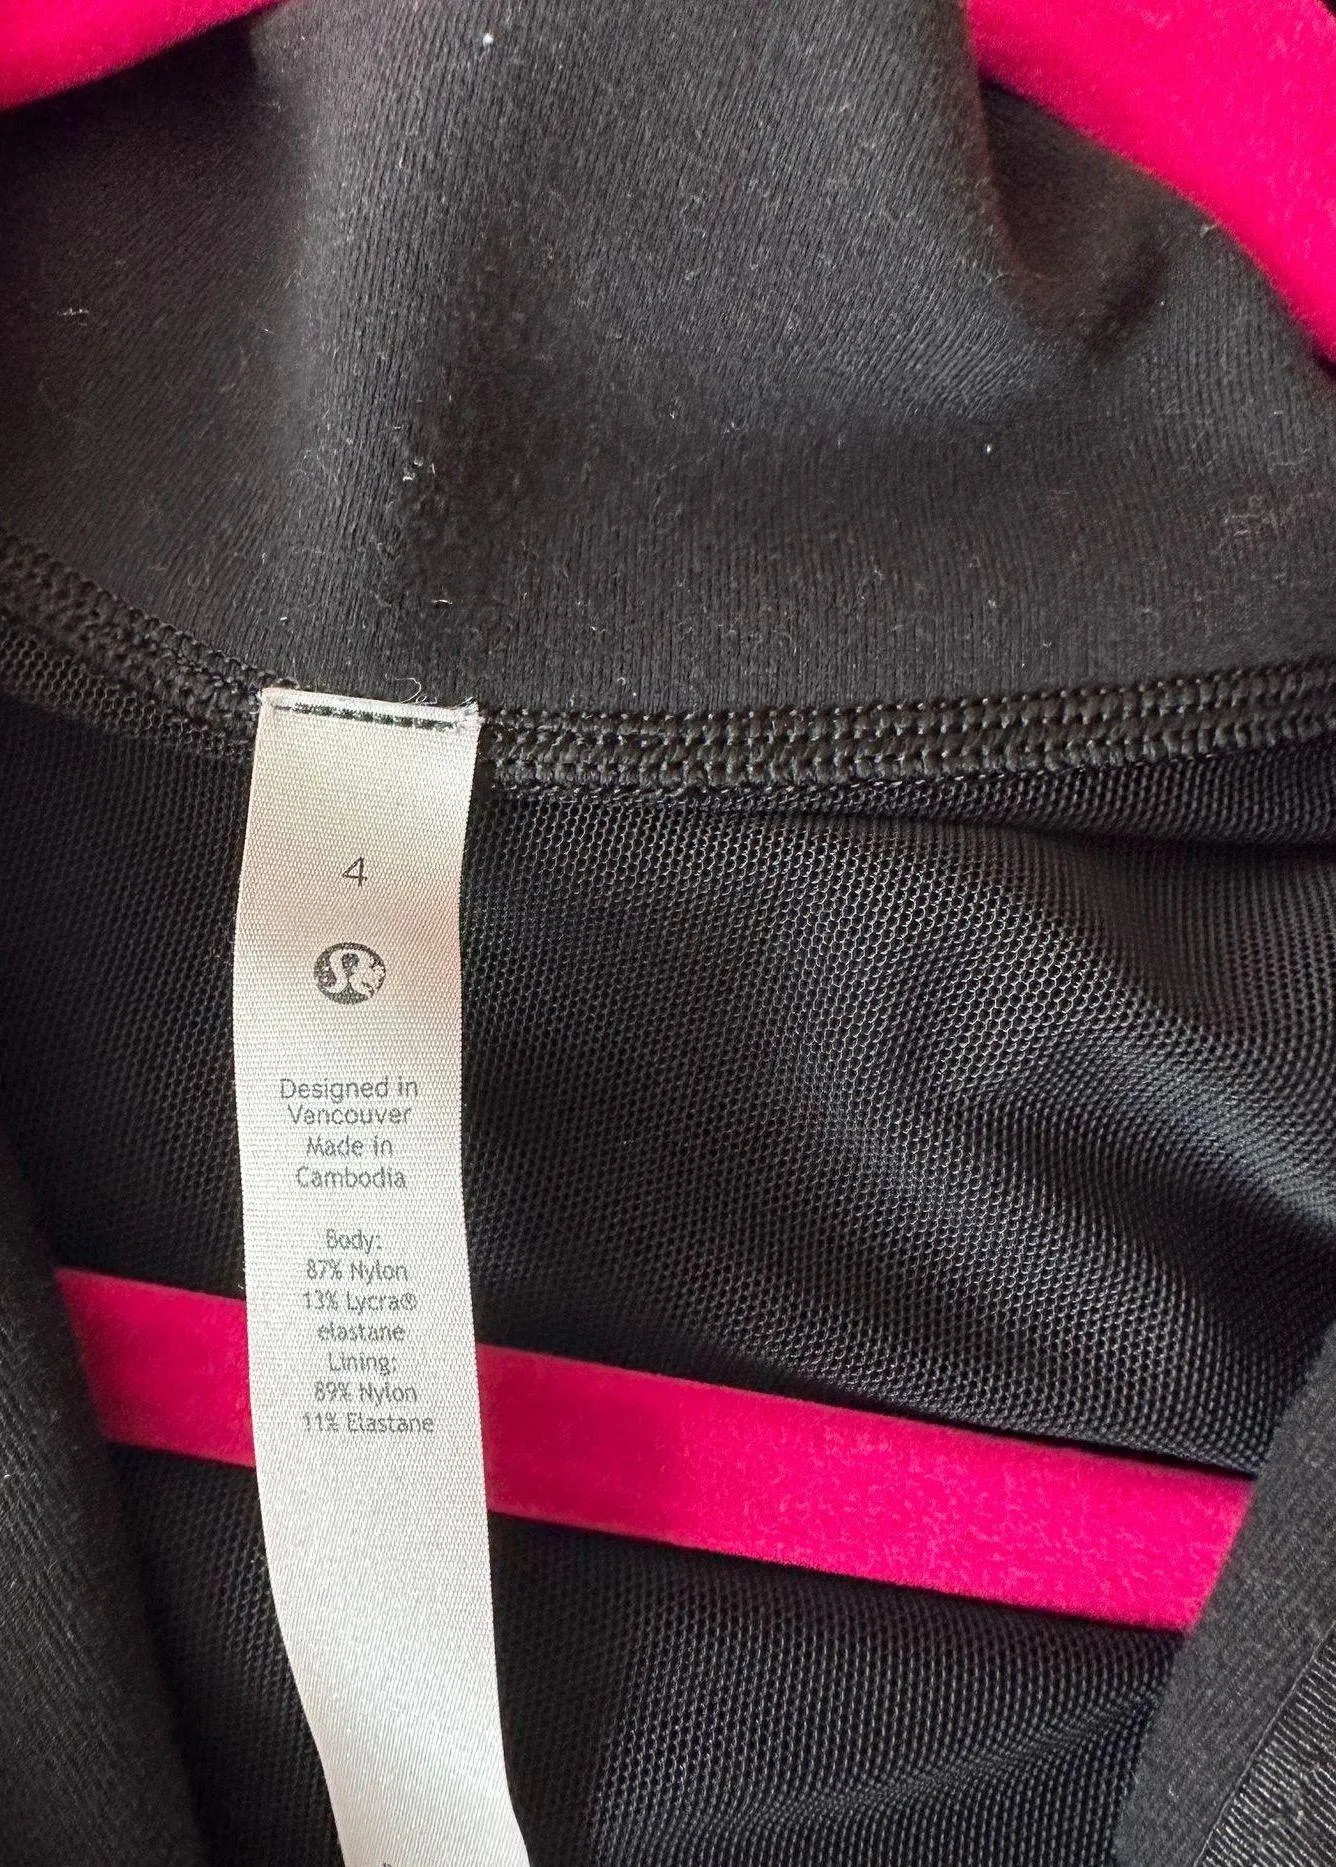 4
Designed in
Vancouver
Made in
Cambodia
Body:
87% Nylon
13% Lycra®
elastane
Lining:
89% Nylon
11% Elastane